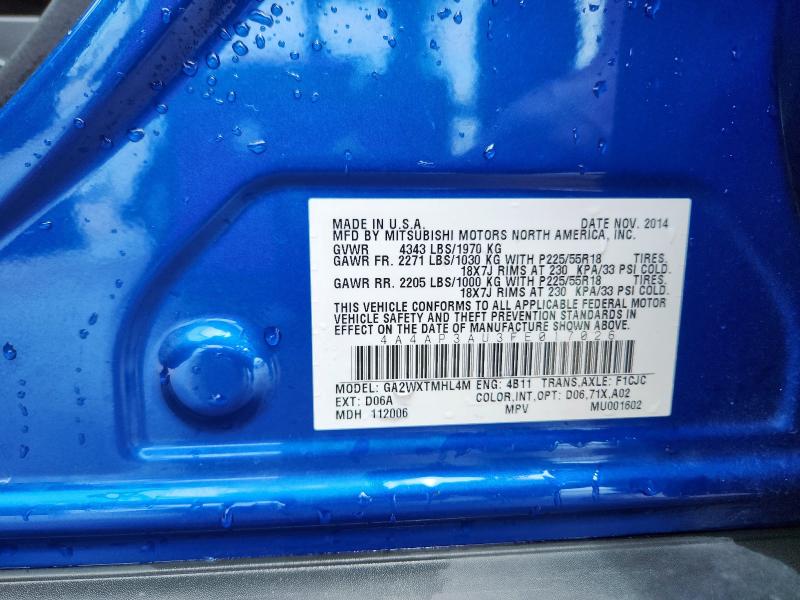 MADE IN U.S.A. DATE NOV. 2014
MFD BY MITSUBISHI MOTORS NORTH AMERICA, INC.
GVWR 4343 LBS/1970 KG
GAWR FR. 2271 LBS/1030 KG WITH P225/55R18 TIRES.
18X7J RIMS AT 230 KPA/33 PSI COLD.
GAWR RR. 2205 LBS/1000 KG WITH P225/55R18 TIRES.
18X7J RIMS AT 230 KPA/33 PSI COLD.
THIS VEHICLE CONFORMS TO ALL APPLICABLE FEDERAL MOTOR
VEHICLE SAFETY AND THEFT PREVENTION STANDARDS IN
EFFECT ON THE DATE OF MANUFACTURE SHOWN ABOVE.
4A4AP3AU3FE017026
MODEL: GA2WXTMHL4M ENG: 4B11 TRANS,AXLE: F1CJC
EXT: D06A COLOR,INT,OPT: D06,71X,A02
MDH 112006 MPV MU001602